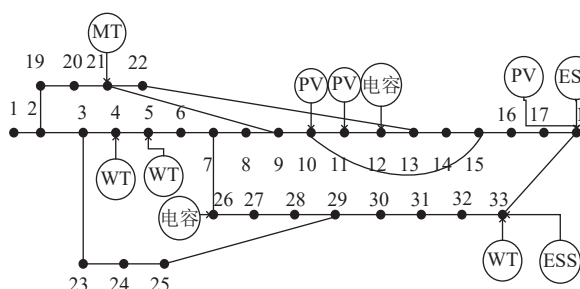 MT
19 20 21 22
PV PV 电容 PV ES
1 2 3 4 5 6
16 17 1
7 8 9 10 11 12 13 14 15
WT WT
26 27 28 29 30 31 32 33
电容
WT ESS
23 24 25